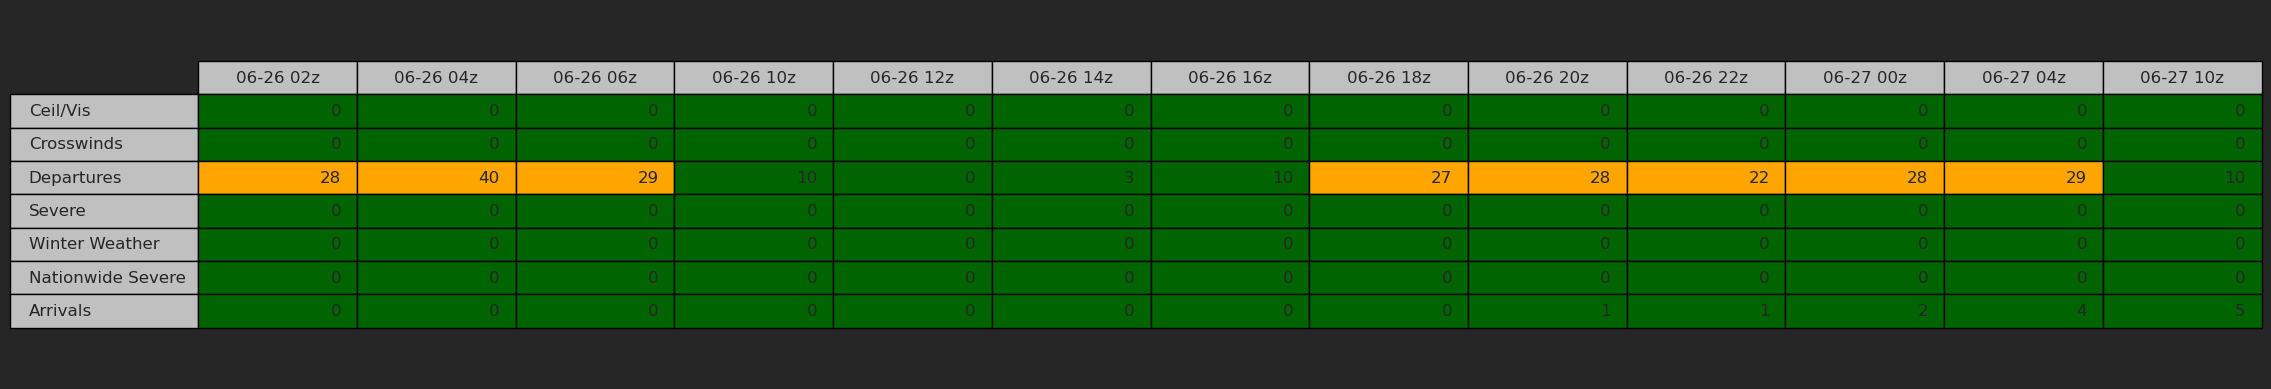 06-26 02z 06-26 04z 06-26 06z 06-26 10z 06-26 12z 06-26 14z 06-26 16z 06-26 18z 06-26 20z 06-26 22z 06-27 00z 06-27 04z 06-27 10z
Ceil/Vis 0 0 0 0 0 0 0 0 0 0 0 0 0
Crosswinds 0 0 0 0 0 0 0 0 0 0 0 0 0
Departures 28 40 29 10 0 3 10 27 28 22 28 29 10
Severe 0 0 0 0 0 0 0 0 0 0 0 0 0
Winter Weather 0 0 0 0 0 0 0 0 0 0 0 0 0
Nationwide Severe 0 0 0 0 0 0 0 0 0 0 0 0 0
Arrivals 0 0 0 0 0 0 0 0 1 1 2 4 5